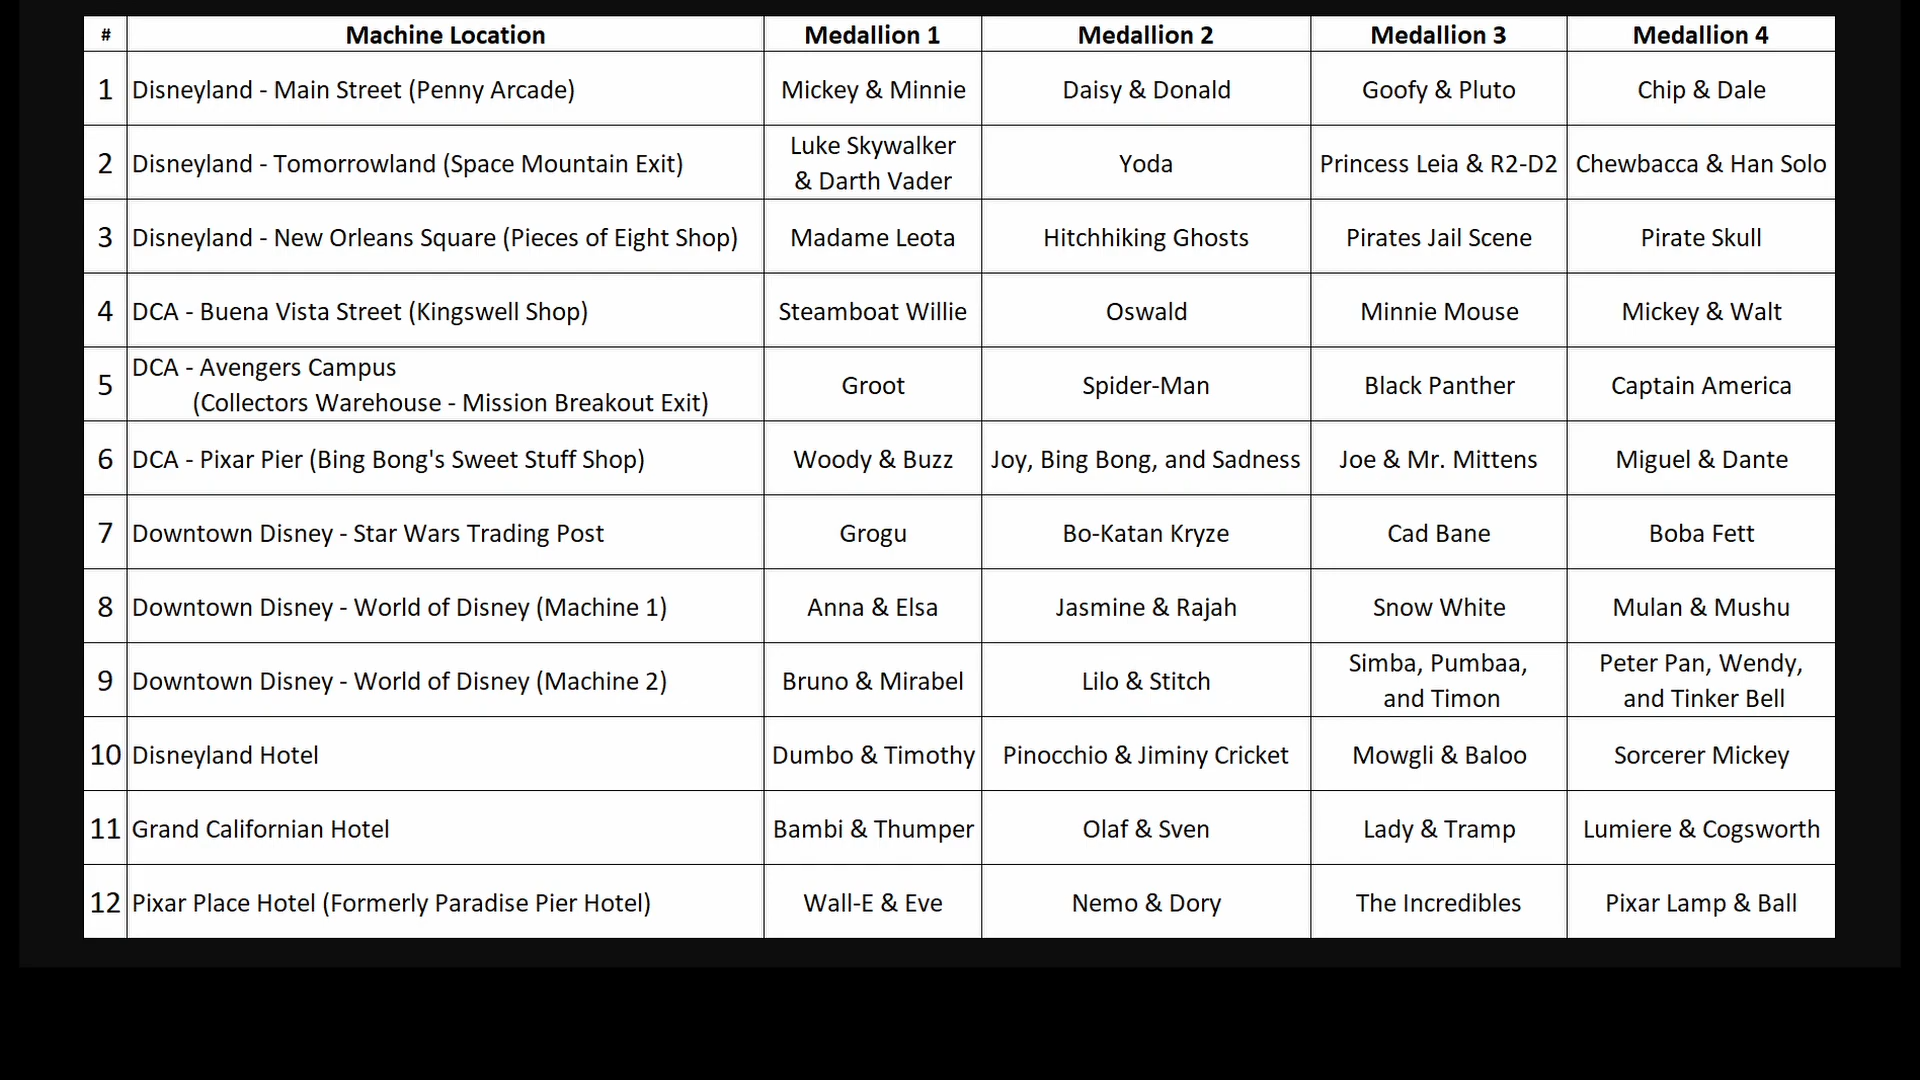 # Machine Location Medallion 1 Medallion 2 Medallion 3 Medallion 4
1 Disneyland - Main Street (Penny Arcade) Mickey & Minnie Daisy & Donald Goofy & Pluto Chip & Dale
2 Disneyland - Tomorrowland (Space Mountain Exit) Luke Skywalker
& Darth Vader Yoda Princess Leia & R2-D2 Chewbacca & Han Solo
3 Disneyland - New Orleans Square (Pieces of Eight Shop) Madame Leota Hitchhiking Ghosts Pirates Jail Scene Pirate Skull
4 DCA - Buena Vista Street (Kingswell Shop) Steamboat Willie Oswald Minnie Mouse Mickey & Walt
5 DCA - Avengers Campus
(Collectors Warehouse - Mission Breakout Exit) Groot Spider-Man Black Panther Captain America
6 DCA - Pixar Pier (Bing Bong's Sweet Stuff Shop) Woody & Buzz Joy, Bing Bong, and Sadness Joe & Mr. Mittens Miguel & Dante
7 Downtown Disney - Star Wars Trading Post Grogu Bo-Katan Kryze Cad Bane Boba Fett
8 Downtown Disney - World of Disney (Machine 1) Anna & Elsa Jasmine & Rajah Snow White Mulan & Mushu
9 Downtown Disney - World of Disney (Machine 2) Bruno & Mirabel Lilo & Stitch Simba, Pumbaa,
and Timon Peter Pan, Wendy,
and Tinker Bell
10 Disneyland Hotel Dumbo & Timothy Pinocchio & Jiminy Cricket Mowgli & Baloo Sorcerer Mickey
11 Grand Californian Hotel Bambi & Thumper Olaf & Sven Lady & Tramp Lumiere & Cogsworth
12 Pixar Place Hotel (Formerly Paradise Pier Hotel) Wall-E & Eve Nemo & Dory The Incredibles Pixar Lamp & Ball